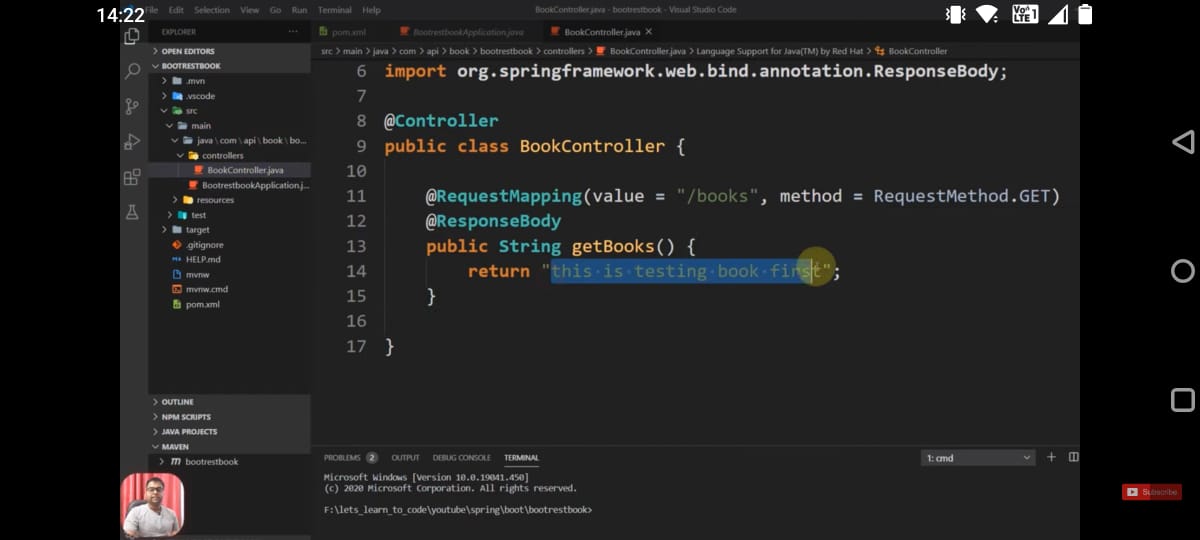 14:22
File Edit Selection View Go Run Terminal Help
BookController.java - bootrestbook - Visual Studio Code
VoLTE 1
EXPLORER
OPEN EDITORS
BOOTRESTBOOK
.mvn
.vscode
src
main
java \ com \ api \ book \ bo...
controllers
BookController.java
BootrestbookApplication.j...
resources
test
target
.gitignore
HELP.md
mvnw
mvnw.cmd
pom.xml
OUTLINE
NPM SCRIPTS
JAVA PROJECTS
MAVEN
bootrestbook
pom.xml
BootrestbookApplication.java
BookController.java
src > main > java > com > api > book > bootrestbook > controllers > BookController.java > Language Support for Java(TM) by Red Hat > BookController
6 import org.springframework.web.bind.annotation.ResponseBody;
7
8 @Controller
9 public class BookController {
10
11 @RequestMapping(value = "/books", method = RequestMethod.GET)
12 @ResponseBody
13 public String getBooks() {
14 return "this is testing book first";
15 }
16
17 }
PROBLEMS 2 OUTPUT DEBUG CONSOLE TERMINAL
1: cmd
Microsoft Windows [Version 10.0.19041.450]
(c) 2020 Microsoft Corporation. All rights reserved.
F:\lets_learn_to_code\youtube\spring\boot\bootrestbook>
Subscribe